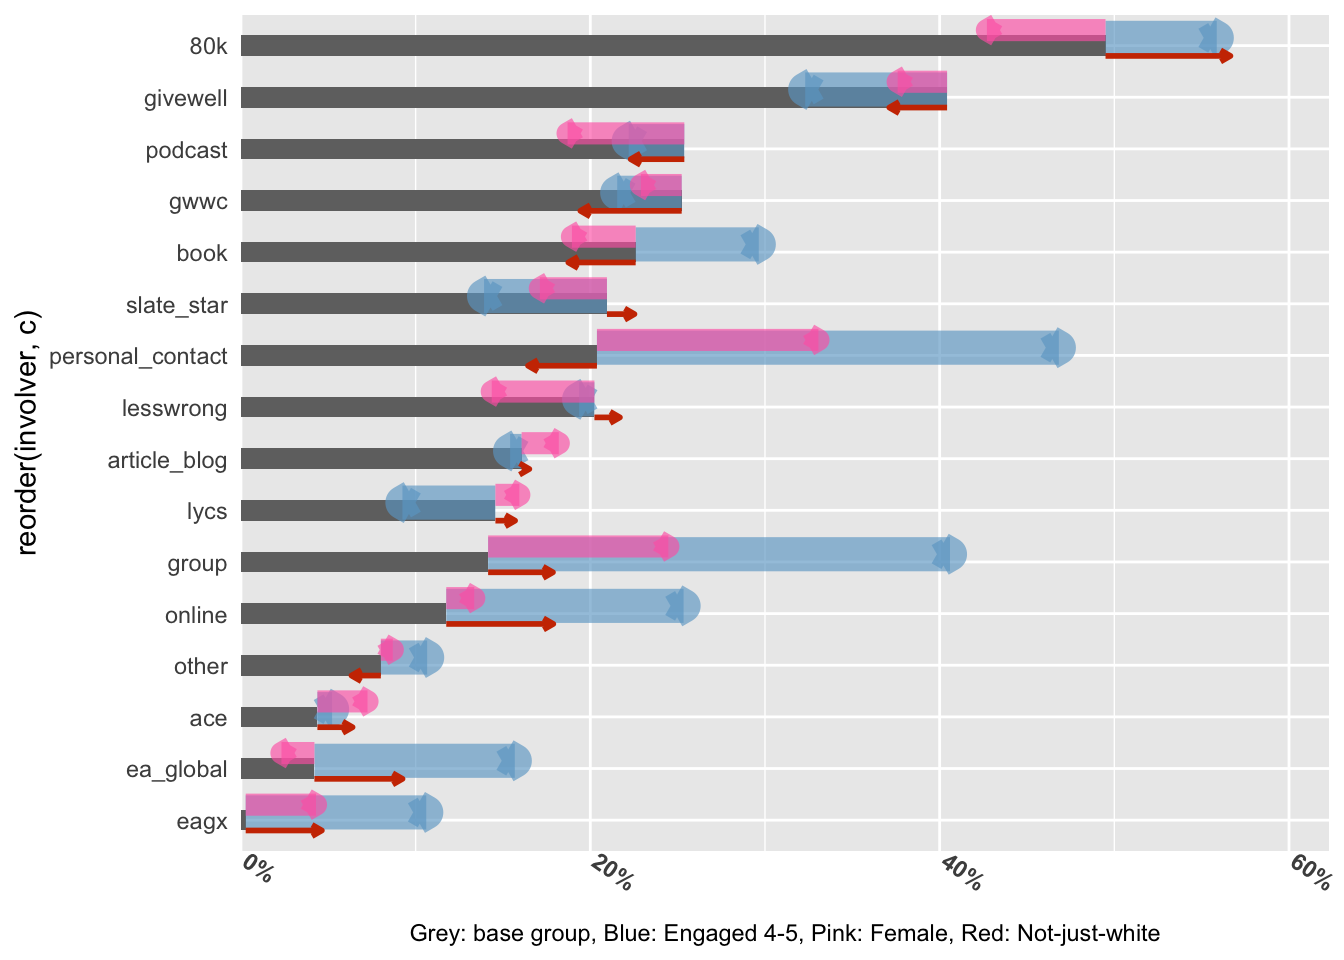 80k
givewell
podcast
gwwc
book
slate_star
personal_contact
lesswrong
article_blog
lycs
group
online
other
ace
ea_global
eagx
reorder(involver, c)
0%
20%
40%
60%
Grey: base group, Blue: Engaged 4-5, Pink: Female, Red: Not-just-white